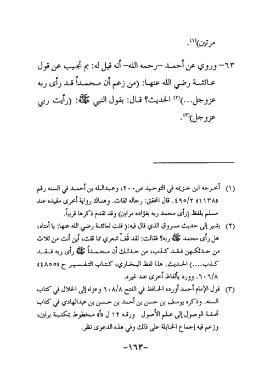 مرتين)(١).
٦٣- وروي عن أحمد -رحمه الله- أنه قيل له: بم تجيب عن قول
عائشة رضي الله عنها: (من زعم أن محمداً قد رأى ربه
عزوجل...)(٢) الحديث؟ قال: بقول النبي ﷺ: (رأيت ربي
عزوجل)(٣).
(١) أخرجه ابن خزيمه في التوحيد ص٢٠٠، وعبدالله بن أحمد في السنه رقم
١١٣٨، ٤٩٥/٢. قال المحقق: رجاله ثقات. وهناك رواية أخرى مقيده عند
مسلم بلفظ (رأى محمد ربه بفؤاده مرتين) وقد تقدم ذكرها قريباً.
(٢) يشير إلى حديث مسروق الذي قال فيه: قلت لعائشة رضي الله عنها: يا أمتاه،
هل رأى محمد ﷺ ربه؟ فقالت: لقد قفَّ شعري مما قلت، أين أنت من ثلاث
من حدثكهن فقد كذب، من حدثك أن محمداً ﷺ رأى ربه فقد
كذب....) الحديث. هذا لفظ البخاري، كتاب التفسير ح ٤٨٥٥،
٦٠٦/٨. وورد بألفاظ أخرى عند غيره.
(٣) قول الإمام أحمد أورده الحافظ في الفتح ٦٠٨/٨ وعزاه إلى الخلال في كتاب
السنه. وذكره يوسف بن حسن بن أحمد بن حسن بن عبدالهادي في كتابه
تحفة الوصول إلى علم الأصول ورقه ١٢ ل ٥ مخطوط بمكتبة برلين،
وزعم فيه إجماع الحنابلة على ذلك وفي هذه الدعوى نظر.
-١٦٣-